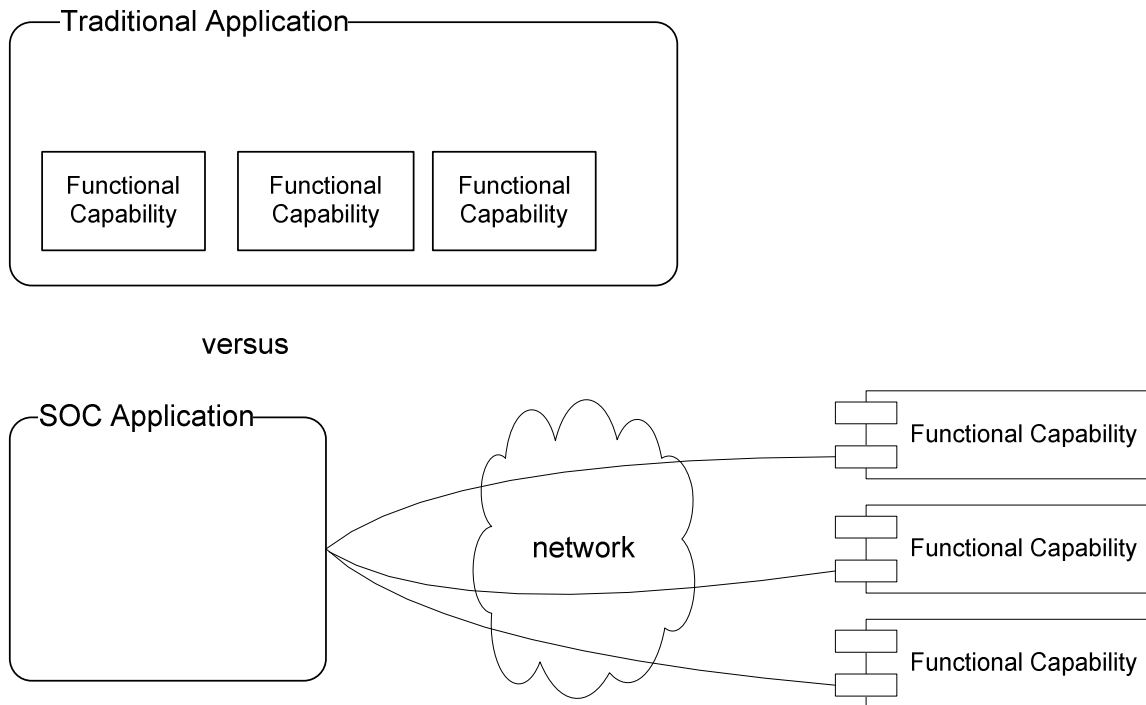 Traditional Application
Functional
Capability
Functional
Capability
Functional
Capability
versus
SOC Application
network
Functional Capability
Functional Capability
Functional Capability